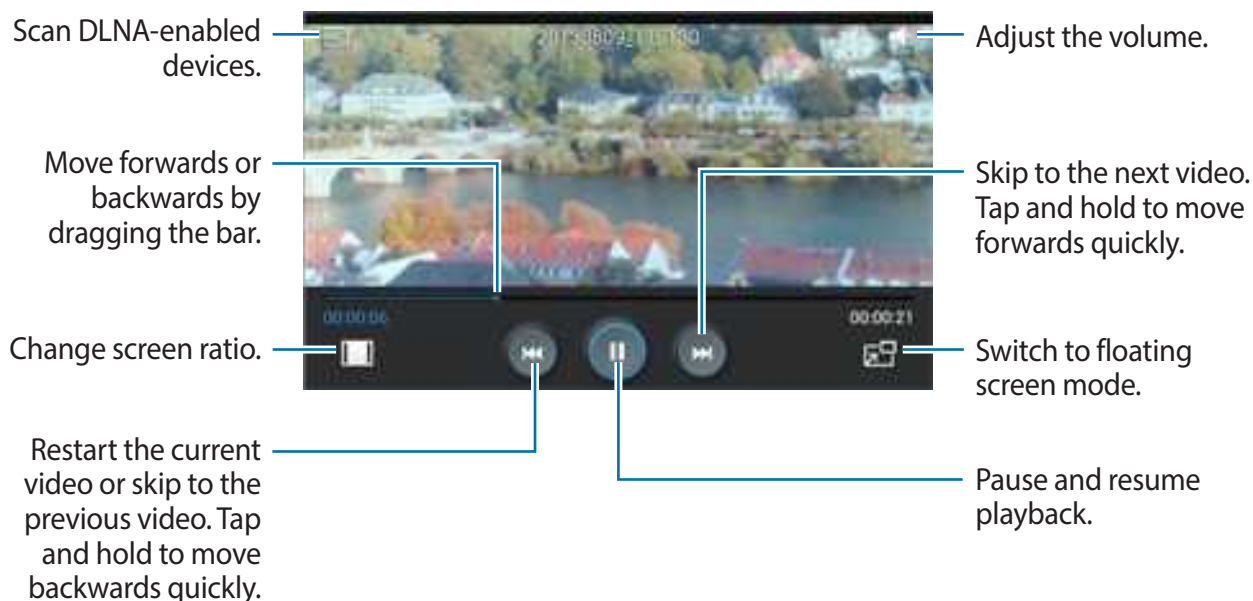 Scan DLNA-enabled
devices.
Adjust the volume.
Move forwards or
backwards by
dragging the bar.
Skip to the next video.
Tap and hold to move
forwards quickly.
00:00:06
00:00:21
Change screen ratio.
Switch to floating
screen mode.
Restart the current
video or skip to the
previous video. Tap
and hold to move
backwards quickly.
Pause and resume
playback.